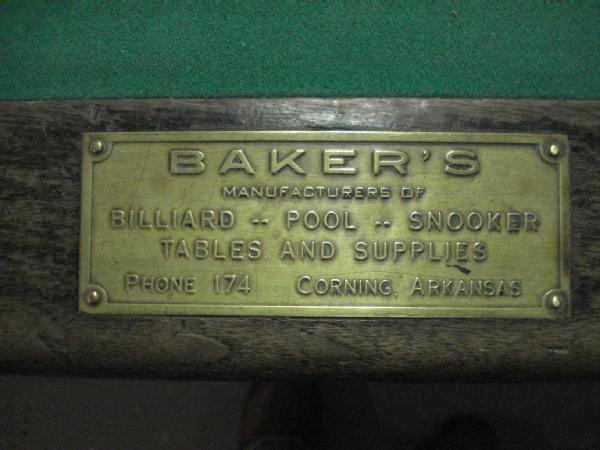 BAKER'S
MANUFACTURERS OF
BILLIARD -- POOL -- SNOOKER
TABLES AND SUPPLIES
PHONE 174 CORNING, ARKANSAS